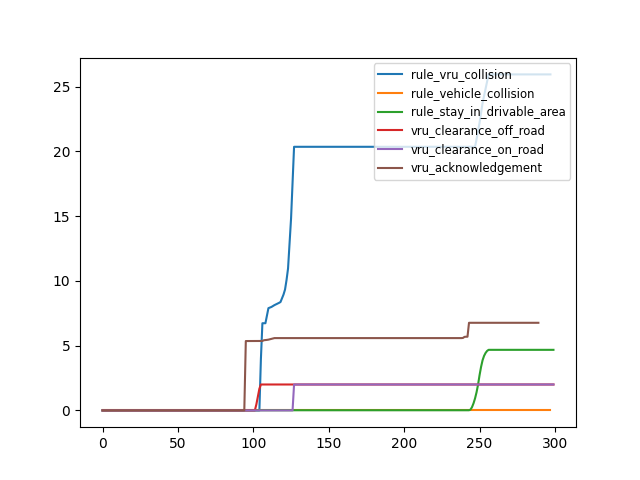 rule_vru_collision
rule_vehicle_collision
rule_stay_in_drivable_area
vru_clearance_off_road
vru_clearance_on_road
vru_acknowledgement
25
20
15
10
5
0
0 50 100 150 200 250 300